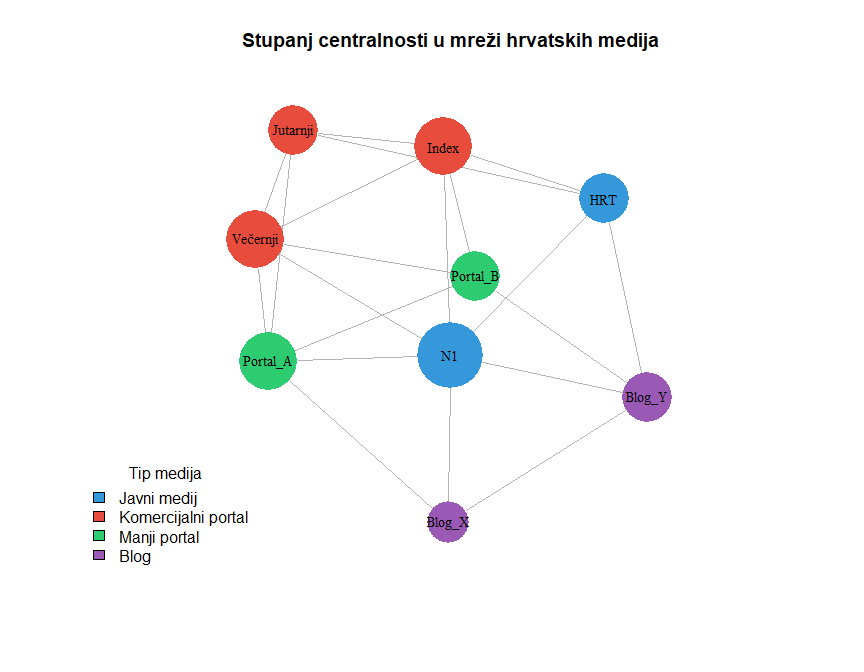 Stupanj centralnosti u mreži hrvatskih medija
Jutarnji
Index
HRT
Večernji
Portal_B
N1
Portal_A
Blog_Y
Blog_X
Tip medija
Javni medij
Komercijalni portal
Manji portal
Blog